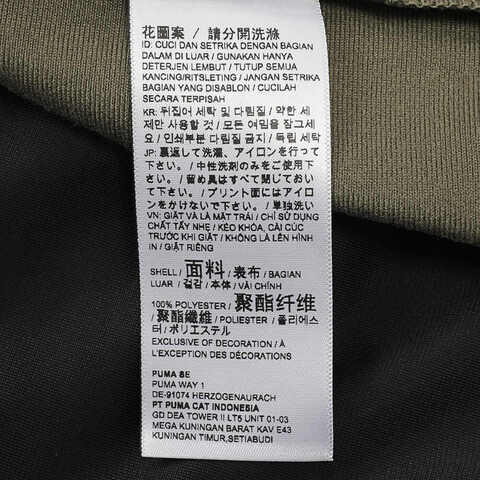 花圖案 / 請分開洗滌
ID: CUCI DAN SETRIKA DENGAN BAGIAN
DALAM DI LUAR / GUNAKAN HANYA
DETERJEN LEMBUT / TUTUP SEMUA
KANCING/RITSLETING / JANGAN SETRIKA
BAGIAN YANG DISABLON / CUCILAH
SECARA TERPISAH
KR: 뒤집어 세탁 및 다림질 / 약한 세
제만 사용할 것 / 모든 여밈을 잠그세
요 / 인쇄부분 다림질 금지 / 독립 세탁
JP: 裏返して洗濯、アイロンを行って下
さい。/ 中性洗剤のみをご使用下
さい。/ 留め具はすべて閉じておい
て下さい。/ プリント面にはアイロ
ンをかけないで下さい。/ 単独洗い
VN: GIẶT VÀ LÀ MẶT TRÁI / CHỈ SỬ DỤNG
CHẤT TẨY NHẸ / KÉO KHÓA, CÀI CÚC
TRƯỚC KHI GIẶT / KHÔNG LÀ LÊN HÌNH
IN / GIẶT RIÊNG
SHELL / 面料 / 表布 / BAGIAN
LUAR / 겉감 / 本体 / VẢI CHÍNH
100% POLYESTER / 聚酯纤维
/ 聚酯纖維 / POLIESTER / 폴리에스
터 / ポリエステル
EXCLUSIVE OF DECORATION / À
L'EXCEPTION DES DÉCORATIONS
PUMA SE
PUMA WAY 1
DE-91074 HERZOGENAURACH
PT PUMA CAT INDONESIA
GD DEA TOWER II LT5 UNIT 01-03
MEGA KUNINGAN BARAT KAV E43
KUNINGAN TIMUR,SETIABUDI